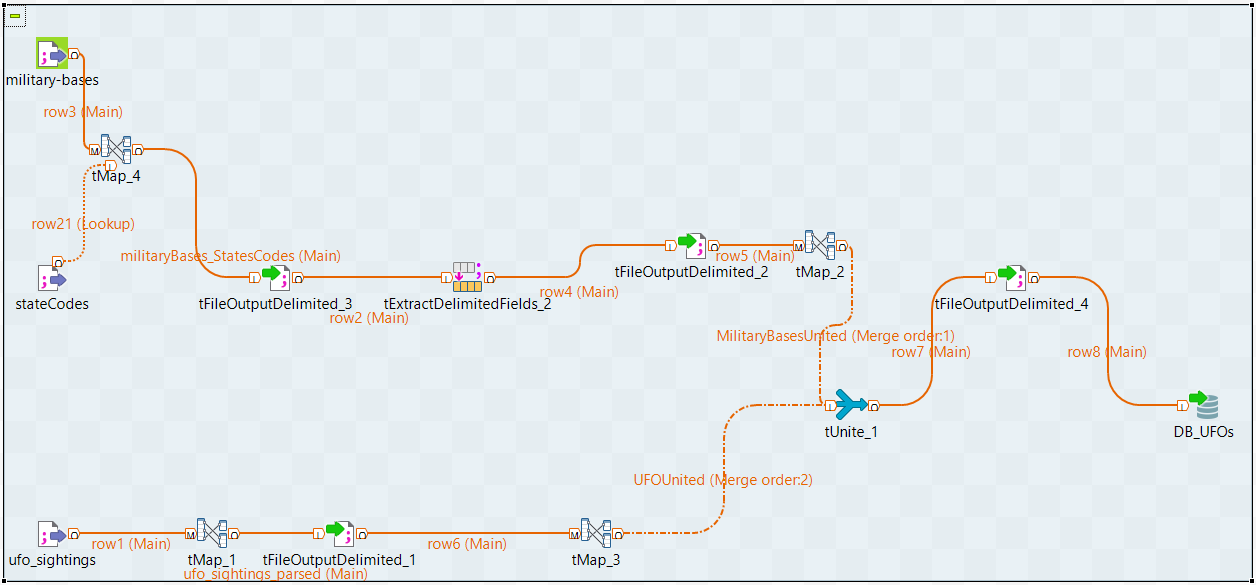 military-bases
row3 (Main)
tMap_4
row21 (Lookup)
stateCodes
militaryBases_StatesCodes (Main)
tFileOutputDelimited_3
row2 (Main)
tExtractDelimitedFields_2
row4 (Main)
tFileOutputDelimited_2
row5 (Main)
tMap_2
MilitaryBasesUnited (Merge order:1)
tUnite_1
row7 (Main)
tFileOutputDelimited_4
row8 (Main)
DB_UFOs
ufo_sightings
row1 (Main)
tMap_1
ufo_sightings_parsed (Main)
tFileOutputDelimited_1
row6 (Main)
tMap_3
UFOUnited (Merge order:2)